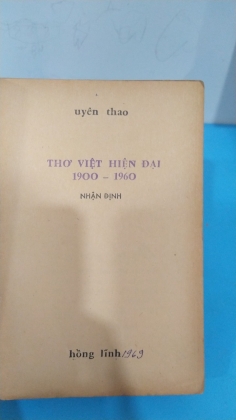 uyên thao
THƠ VIỆT HIỆN ĐẠI
1900 - 1960
NHẬN ĐỊNH
hồng lĩnh 1969